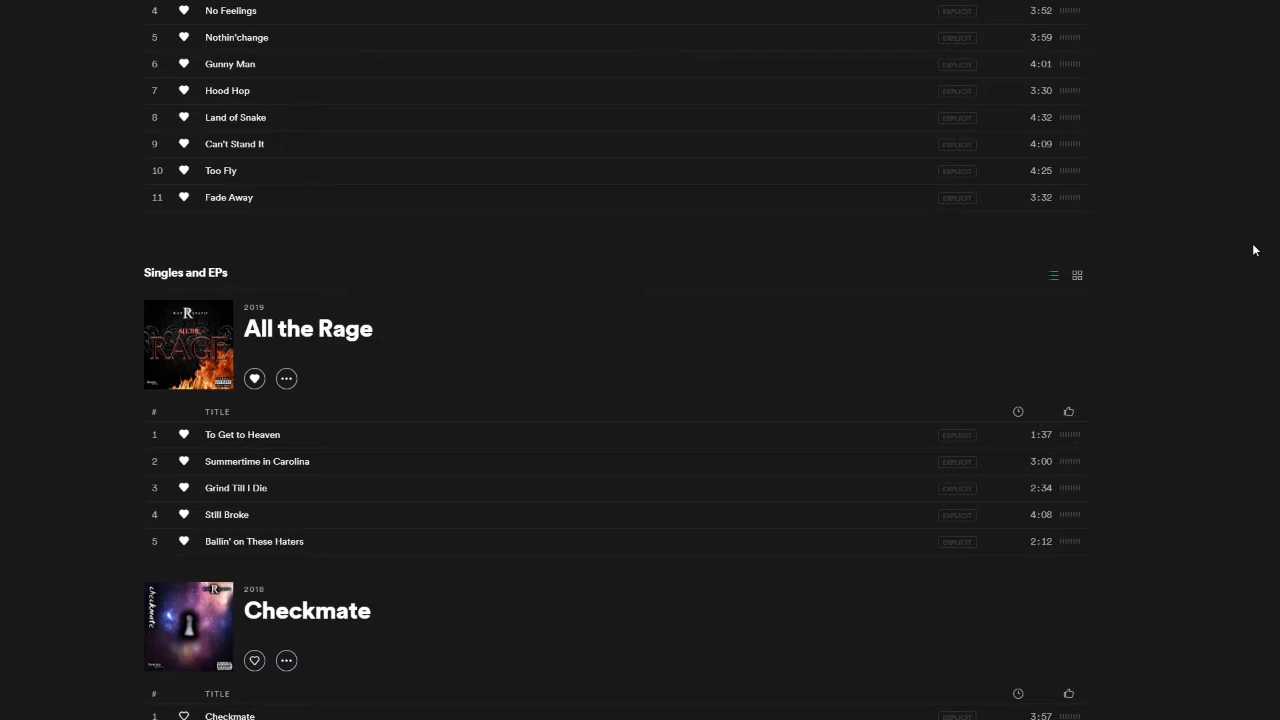 4 No Feelings EXPLICIT 3:52
5 Nothin'change EXPLICIT 3:59
6 Gunny Man EXPLICIT 4:01
7 Hood Hop EXPLICIT 3:30
8 Land of Snake EXPLICIT 4:32
9 Can't Stand It EXPLICIT 4:09
10 Too Fly EXPLICIT 4:25
11 Fade Away EXPLICIT 3:32
Singles and EPs
ALL THE
RAGE
2019
All the Rage
# TITLE
1 To Get to Heaven EXPLICIT 1:37
2 Summertime in Carolina EXPLICIT 3:00
3 Grind Till I Die EXPLICIT 2:34
4 Still Broke EXPLICIT 4:08
5 Ballin' on These Haters EXPLICIT 2:12
checkmate
2018
Checkmate
# TITLE
1 Checkmate EXPLICIT 3:57